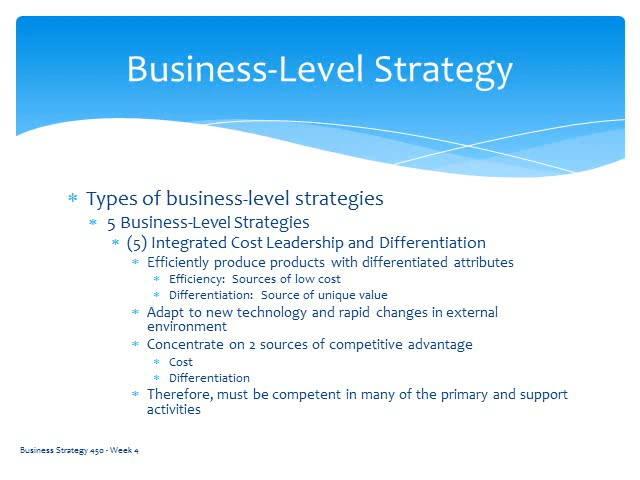 Business-Level Strategy
Types of business-level strategies
5 Business-Level Strategies
(5) Integrated Cost Leadership and Differentiation
Efficiently produce products with differentiated attributes
Efficiency: Sources of low cost
Differentiation: Source of unique value
Adapt to new technology and rapid changes in external
environment
Concentrate on 2 sources of competitive advantage
Cost
Differentiation
Therefore, must be competent in many of the primary and support
activities
Business Strategy 450 - Week 4